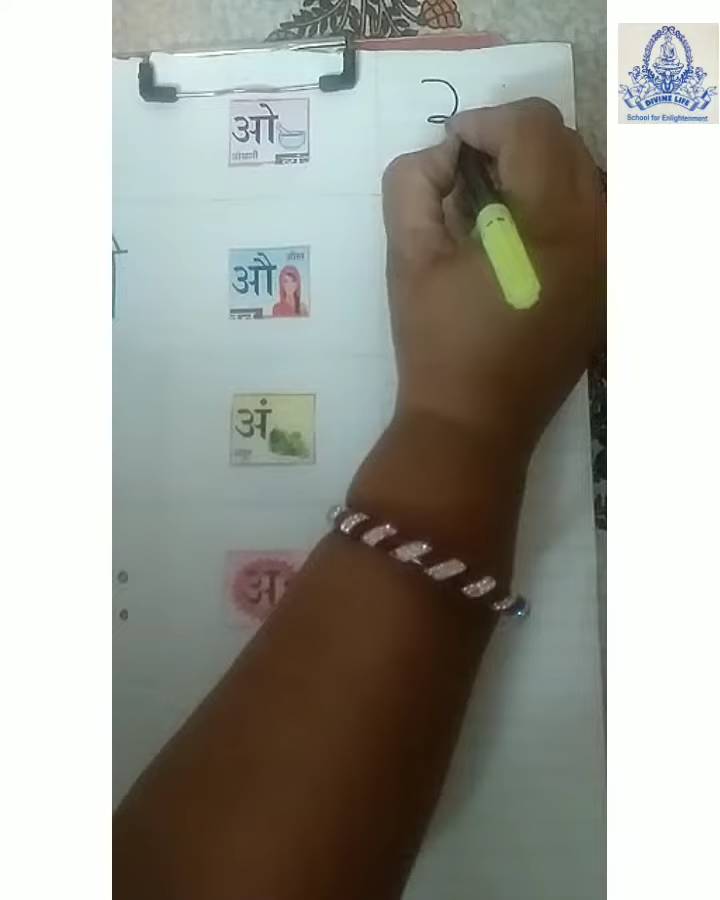 ओ
ओखली
औ
औरत
अं
अंगूर
अ
DIVINE LIFE
School for Enlightenment